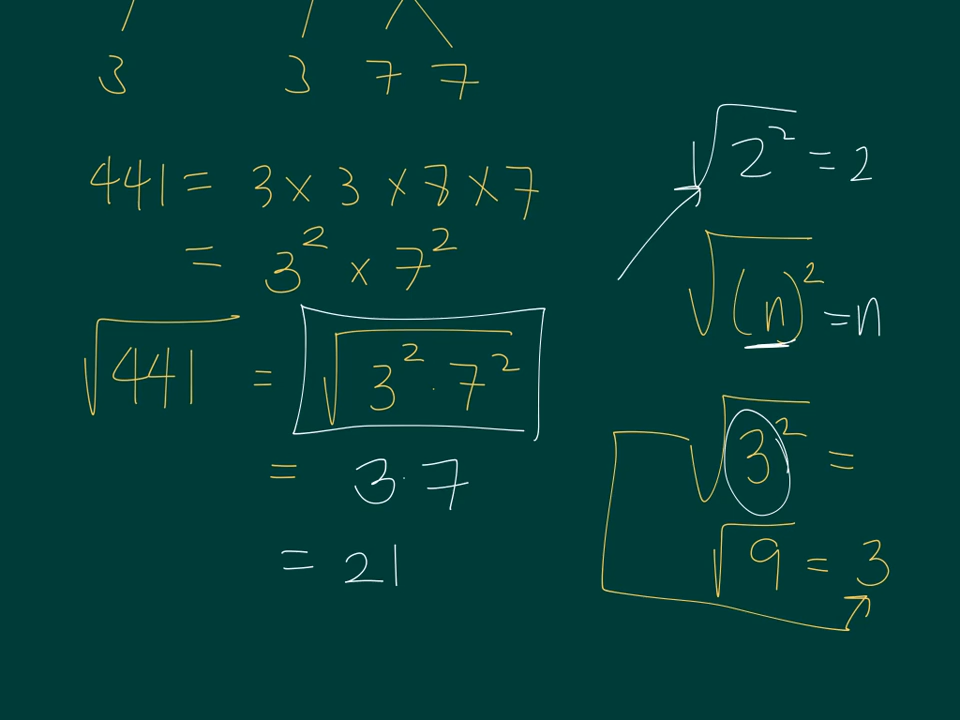 3 3 7 7
441 = 3 × 3 × 7 × 7
= 3² × 7²
√441 = √3² · 7²
= 3 · 7
= 21
√2² = 2
√(n)² = n
√3² =
√9 = 3